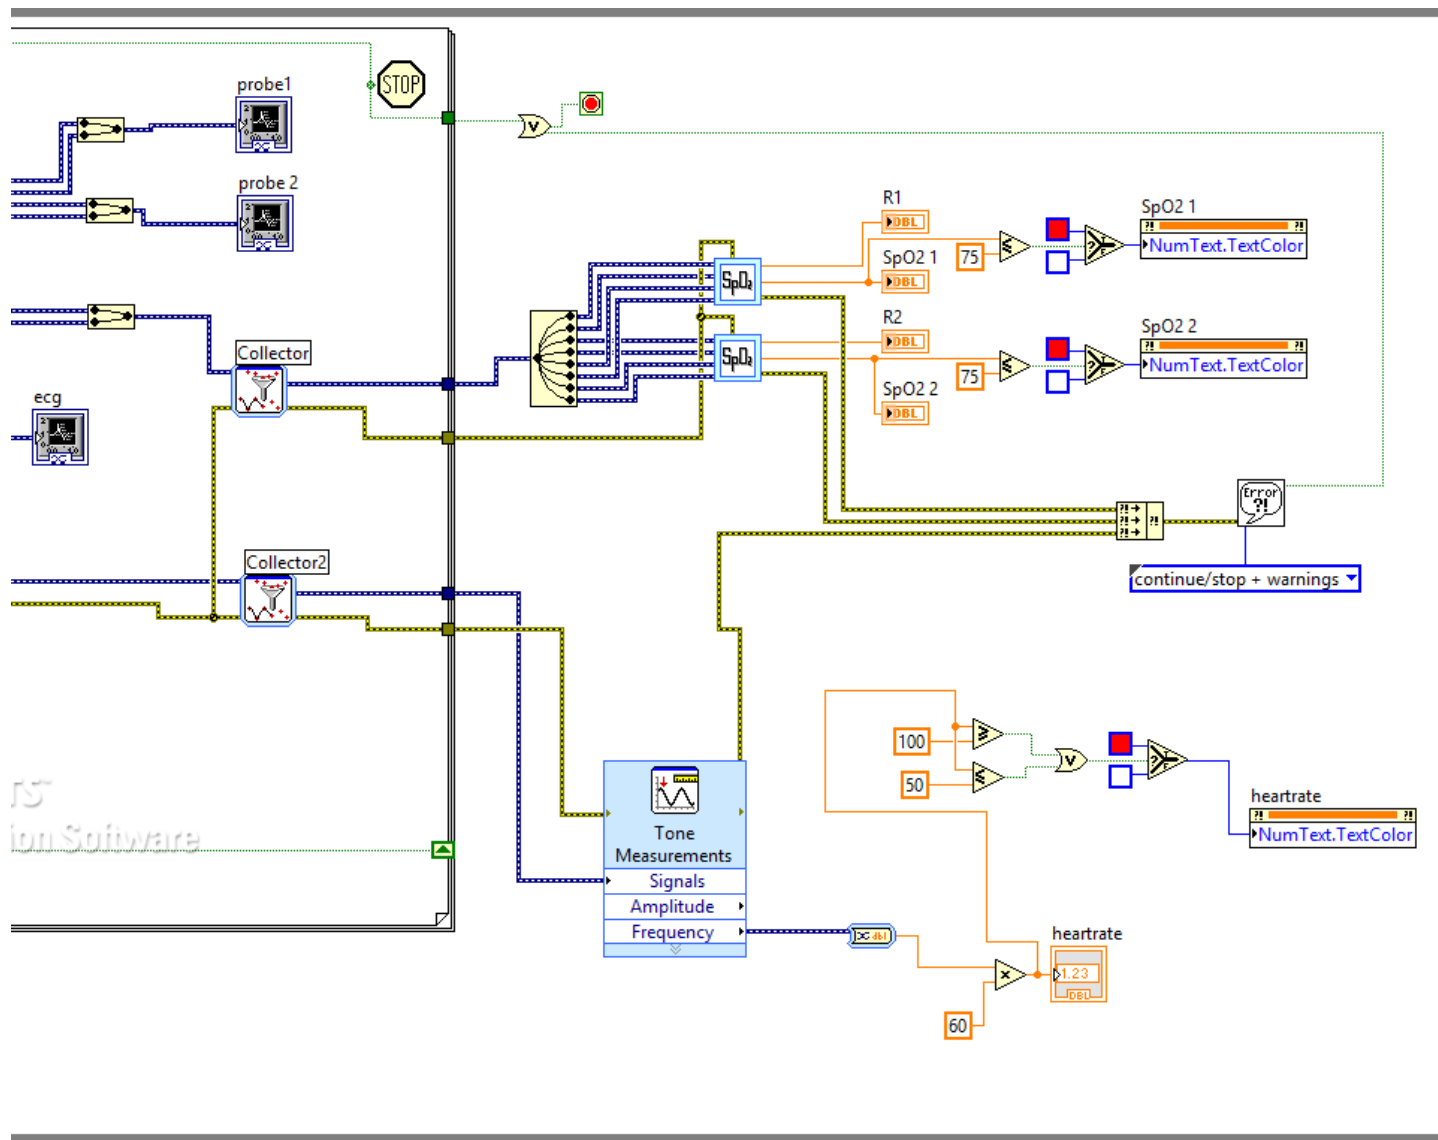 STOP
probe1
probe 2
R1
DBL
SpO2 1
DBL
75
SpO2 1
NumText.TextColor
SpO₂
R2
DBL
SpO2 2
DBL
75
SpO2 2
NumText.TextColor
SpO₂
Collector
ecg
Error
?!
continue/stop + warnings
Collector2
TS
ion Software
Tone
Measurements
Signals
Amplitude
Frequency
dbl
100
50
heartrate
NumText.TextColor
heartrate
1.23
DBL
60